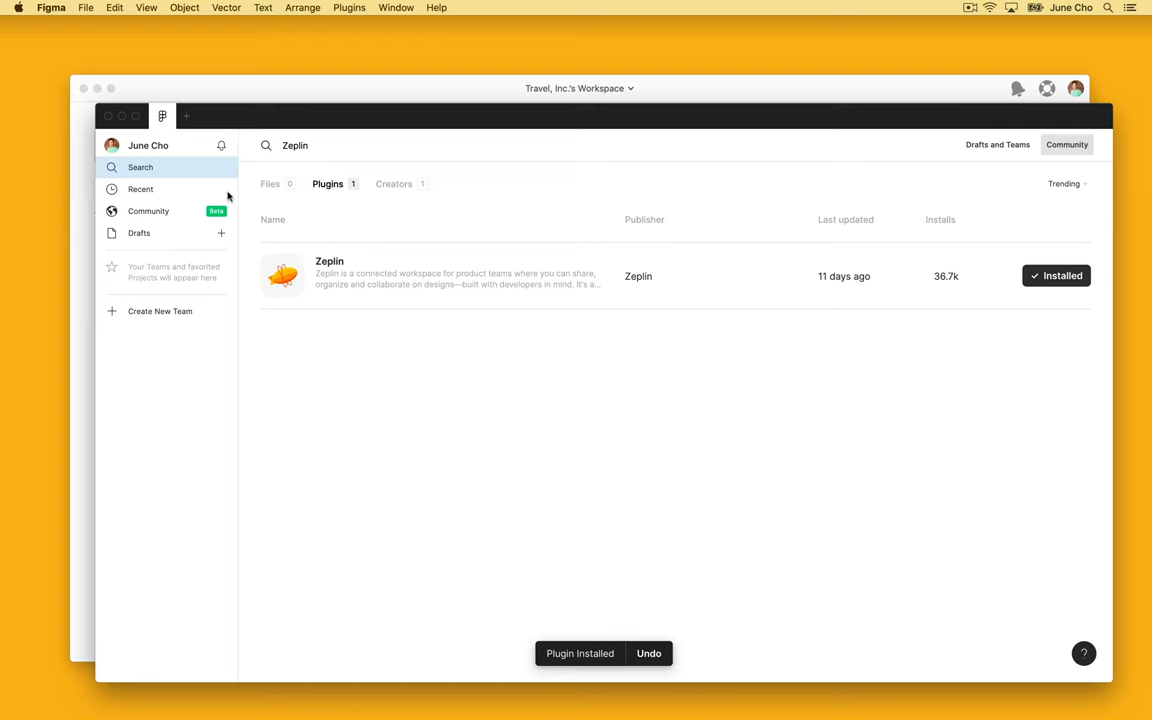 Figma File Edit View Object Vector Text Arrange Plugins Window Help June Cho
Travel, Inc.'s Workspace
June Cho
Search
Recent
Community Beta
Drafts
Your Teams and favorited
Projects will appear here
Create New Team
Zeplin Drafts and Teams Community
Files 0 Plugins 1 Creators 1 Trending
Name Publisher Last updated Installs
Zeplin
Zeplin is a connected workspace for product teams where you can share,
organize and collaborate on designs—built with developers in mind. It's a...
Zeplin 11 days ago 36.7k Installed
Plugin Installed Undo
?